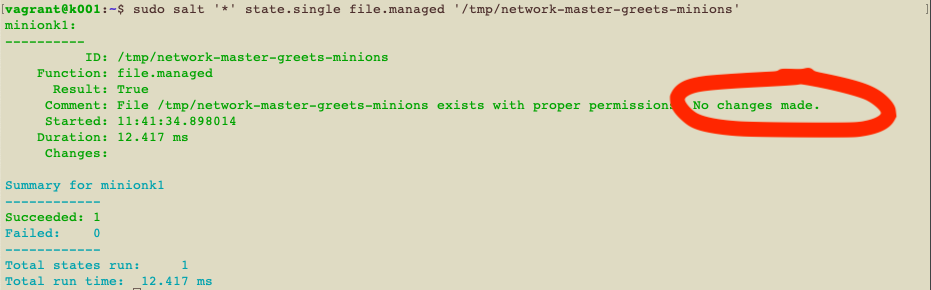 [vagrant@k001:~$ sudo salt '*' state.single file.managed '/tmp/network-master-greets-minions' ]
minionk1:
----------
ID: /tmp/network-master-greets-minions
Function: file.managed
Result: True
Comment: File /tmp/network-master-greets-minions exists with proper permission No changes made.
Started: 11:41:34.898014
Duration: 12.417 ms
Changes:
Summary for minionk1
------------
Succeeded: 1
Failed: 0
------------
Total states run: 1
Total run time: 12.417 ms